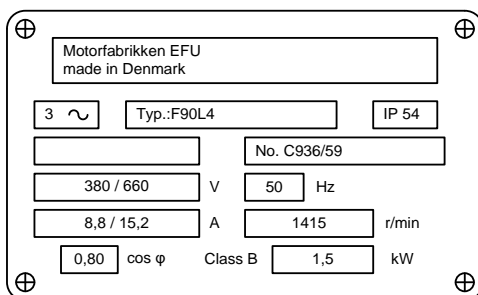 Motorfabrikken EFU
made in Denmark
3 ∿ Typ.:F90L4 IP 54
No. C936/59
380 / 660 V 50 Hz
8,8 / 15,2 A 1415 r/min
0,80 cos φ Class B 1,5 kW